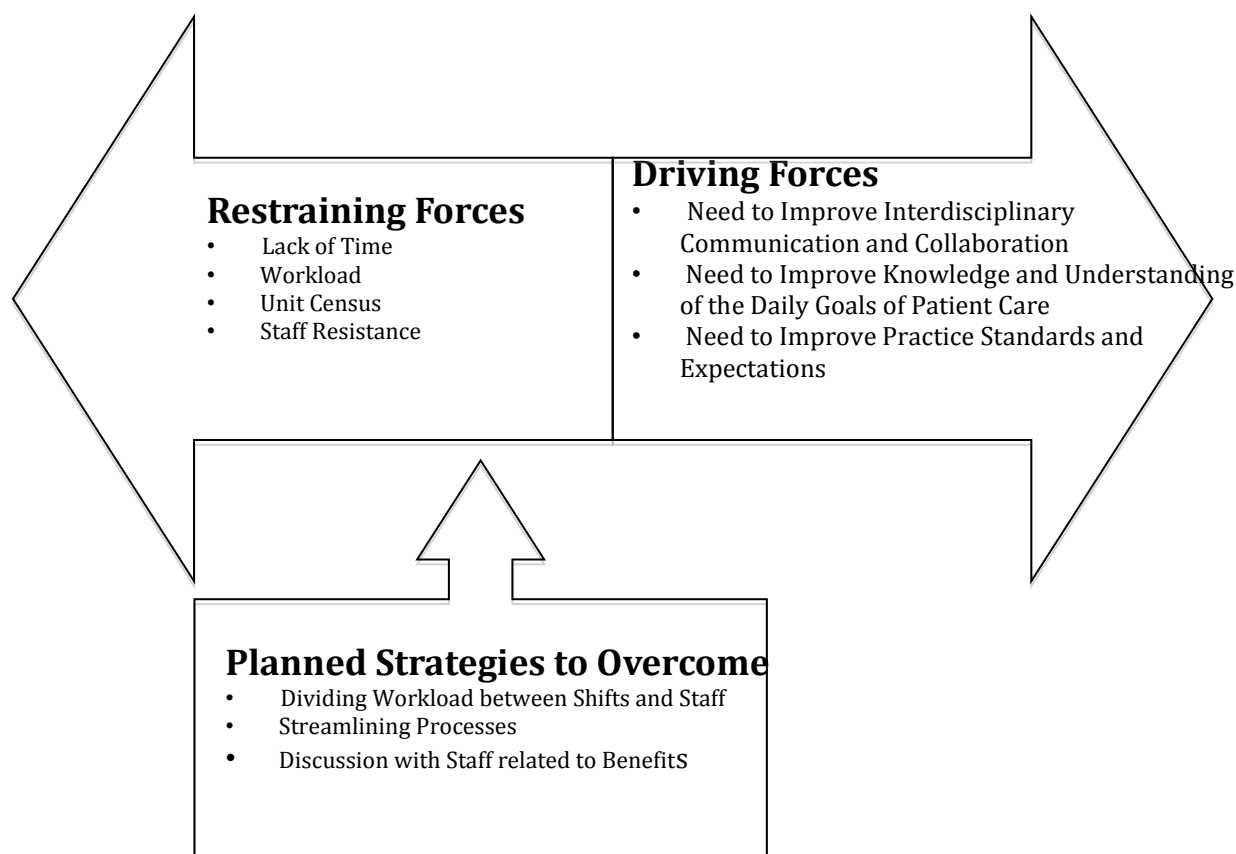 Restraining Forces
• Lack of Time
• Workload
• Unit Census
• Staff Resistance
Driving Forces
• Need to Improve Interdisciplinary
Communication and Collaboration
• Need to Improve Knowledge and Understanding
of the Daily Goals of Patient Care
• Need to Improve Practice Standards and
Expectations
Planned Strategies to Overcome
• Dividing Workload between Shifts and Staff
• Streamlining Processes
• Discussion with Staff related to Benefits